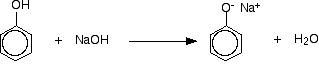 OH O⁻ Na⁺
+ NaOH + H₂O